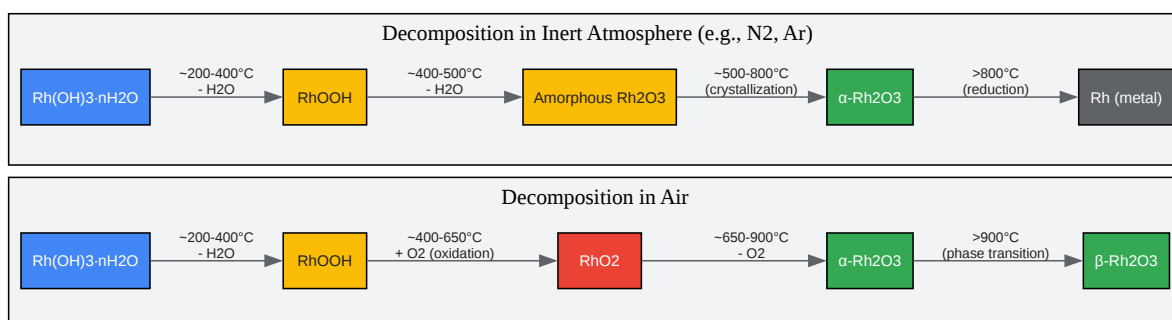 Decomposition in Inert Atmosphere (e.g., N2, Ar)
~200-400°C
- H2O
~400-500°C
- H2O
~500-800°C
(crystallization)
>800°C
(reduction)
Rh(OH)3·nH2O
RhOOH
Amorphous Rh2O3
α-Rh2O3
Rh (metal)
Decomposition in Air
~200-400°C
- H2O
~400-650°C
+ O2 (oxidation)
~650-900°C
- O2
>900°C
(phase transition)
Rh(OH)3·nH2O
RhOOH
RhO2
α-Rh2O3
β-Rh2O3